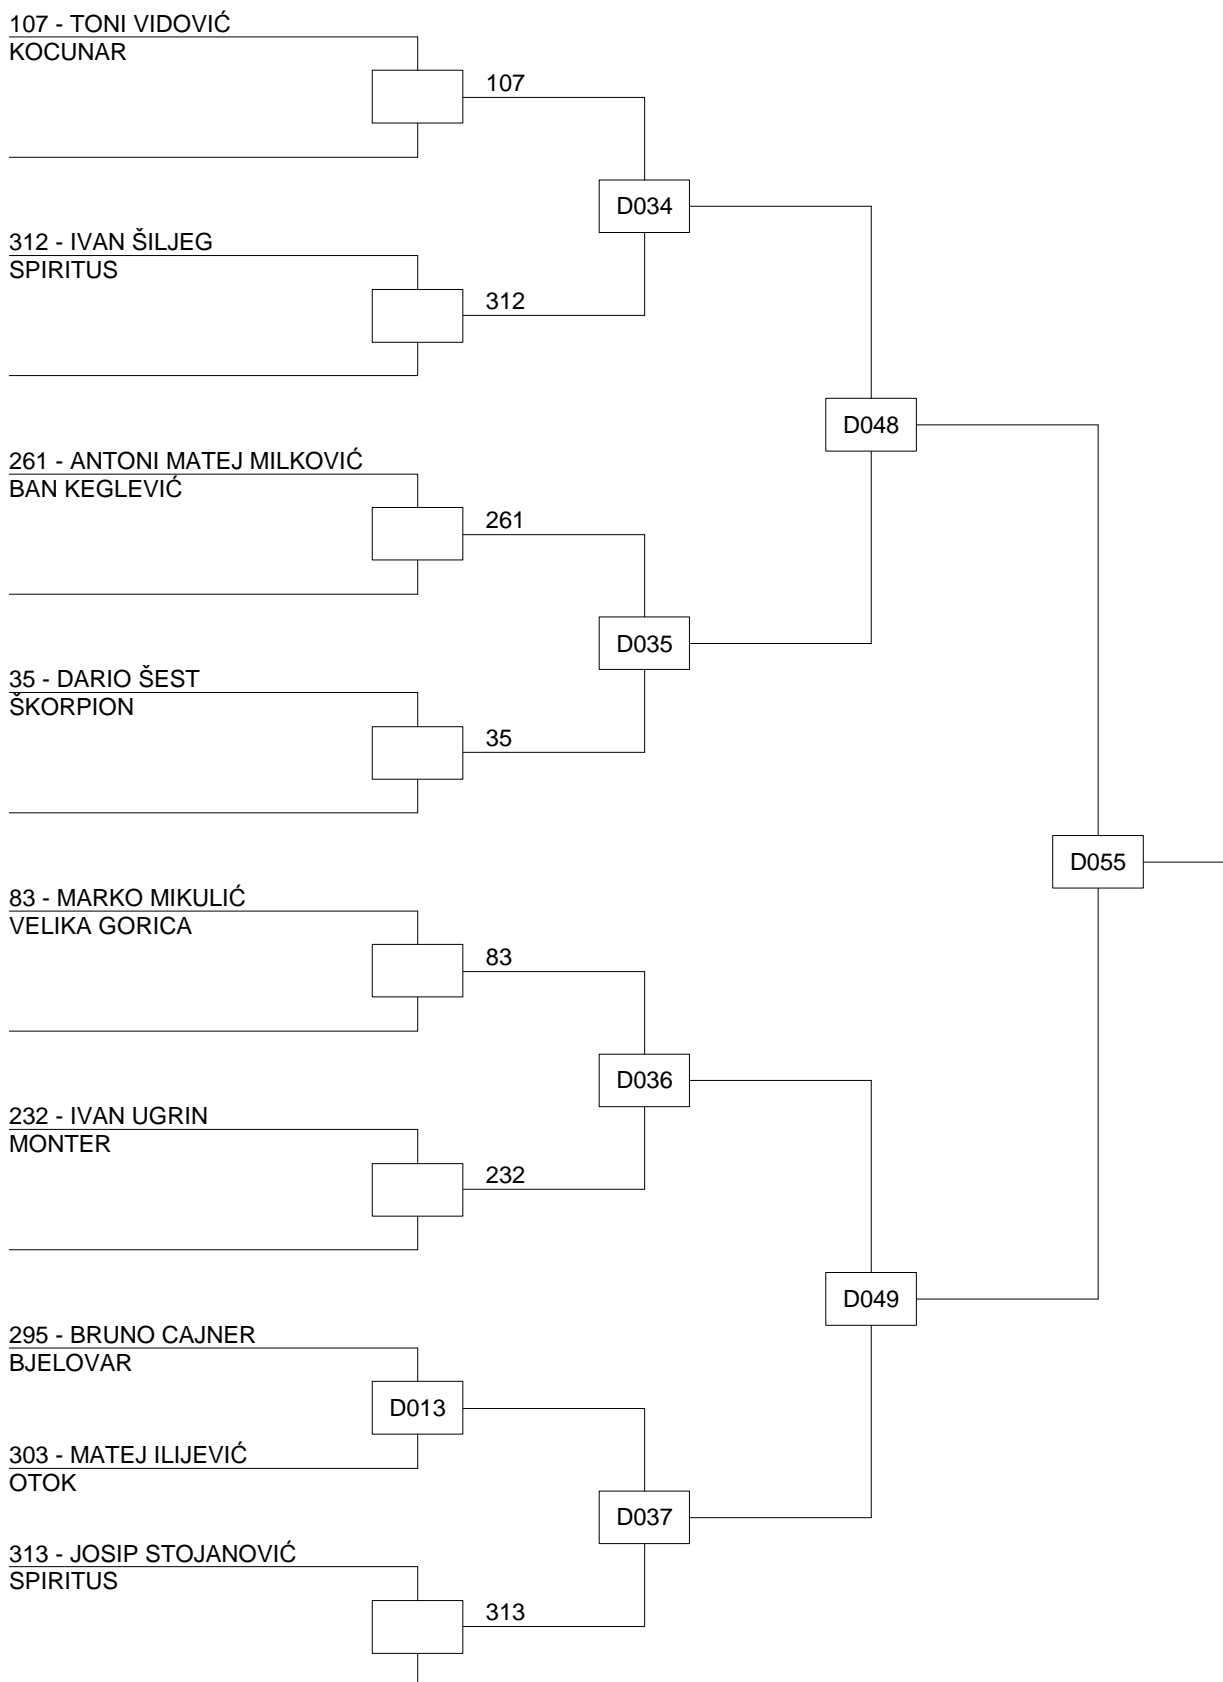 107 - TONI VIDOVIĆ
KOCUNAR
107
D034
312 - IVAN ŠILJEG
SPIRITUS
312
D048
261 - ANTONI MATEJ MILKOVIĆ
BAN KEGLEVIĆ
261
D035
35 - DARIO ŠEST
ŠKORPION
35
D055
83 - MARKO MIKULIĆ
VELIKA GORICA
83
D036
232 - IVAN UGRIN
MONTER
232
D049
295 - BRUNO CAJNER
BJELOVAR
D013
303 - MATEJ ILIJEVIĆ
OTOK
D037
313 - JOSIP STOJANOVIĆ
SPIRITUS
313